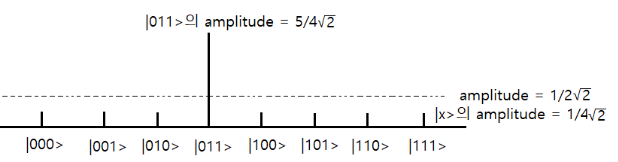 |011>의 amplitude = 5/4√2
amplitude = 1/2√2
|x>의 amplitude = 1/4√2
|000> |001> |010> |011> |100> |101> |110> |111>